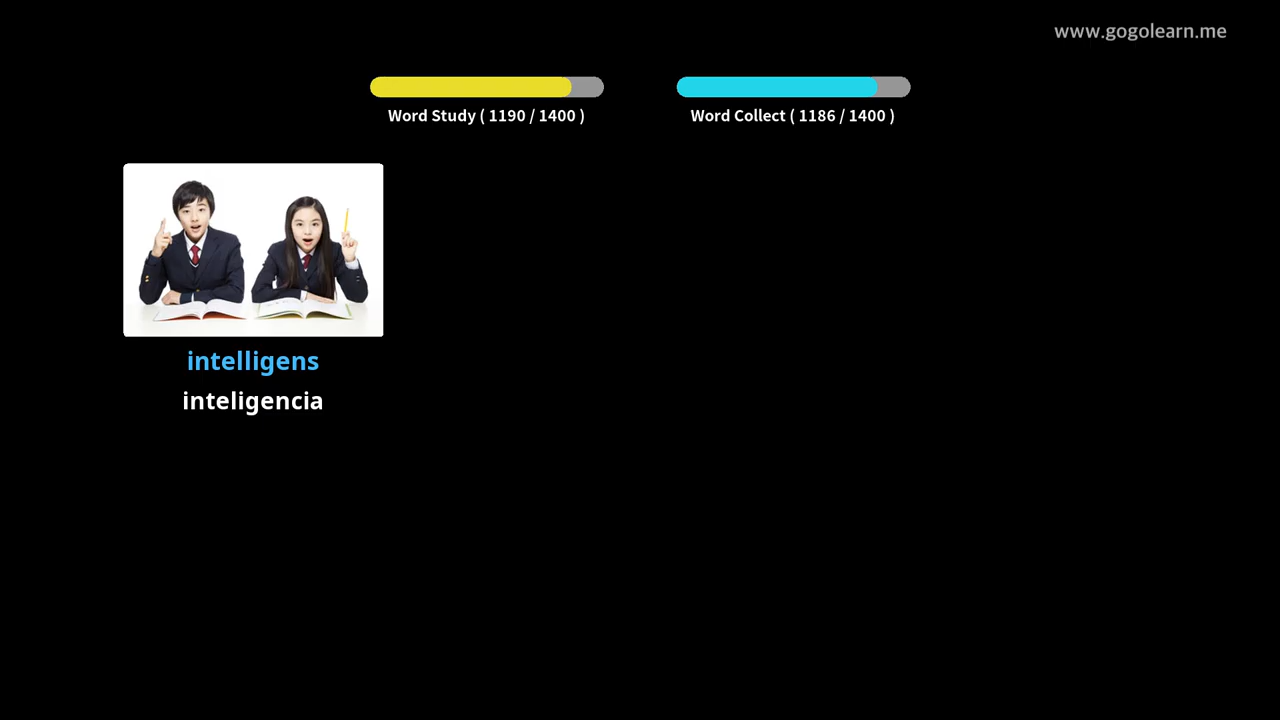 www.gogolearn.me
Word Study ( 1190 / 1400 )
Word Collect ( 1186 / 1400 )
intelligens
inteligencia